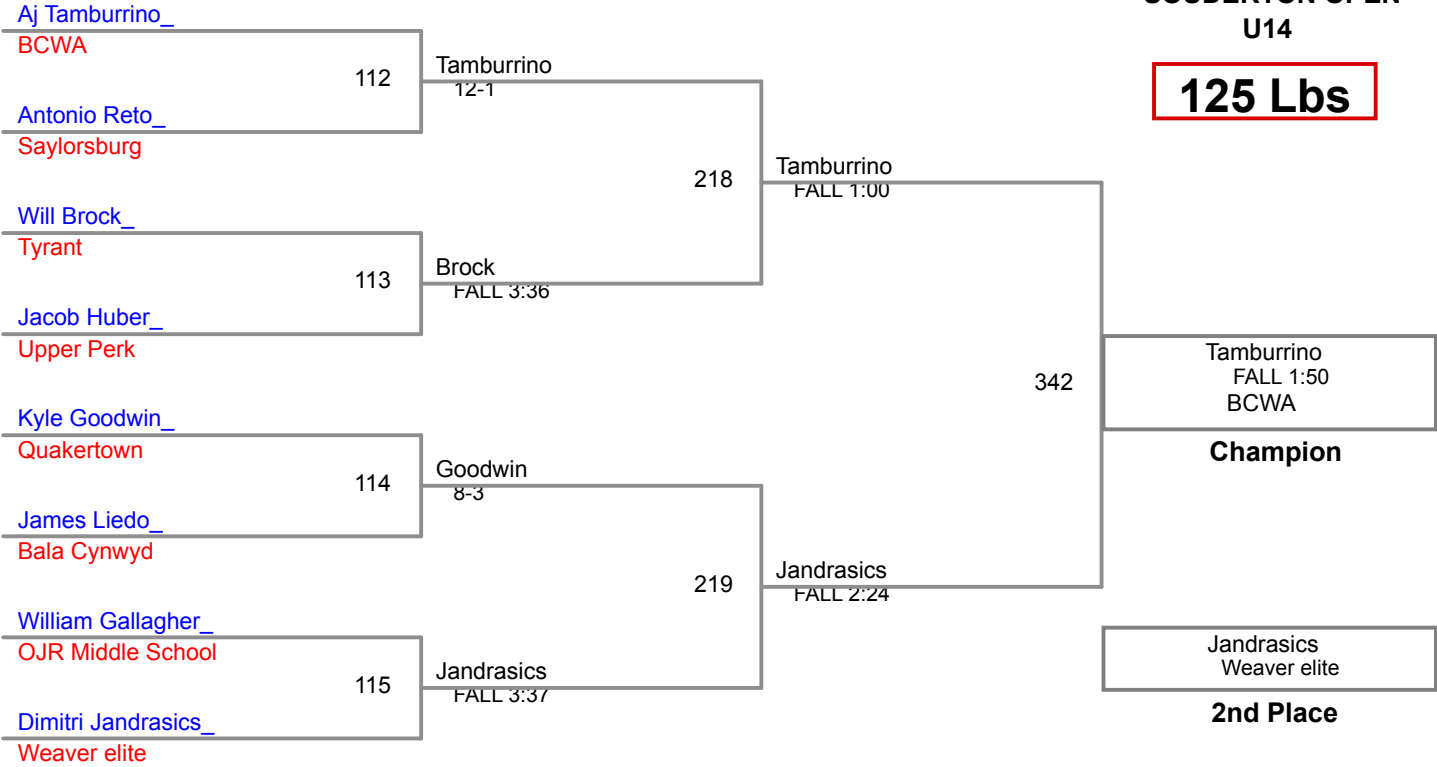 Aj Tamburrino_
BCWA
112
Tamburrino
12-1
Antonio Reto_
Saylorsburg
218
Tamburrino
FALL 1:00
Will Brock_
Tyrant
113
Brock
FALL 3:36
Jacob Huber_
Upper Perk
342
Tamburrino
FALL 1:50
BCWA
Champion
Kyle Goodwin_
Quakertown
114
Goodwin
8-3
James Liedo_
Bala Cynwyd
219
Jandrasics
FALL 2:24
William Gallagher_
OJR Middle School
115
Jandrasics
FALL 3:37
Dimitri Jandrasics_
Weaver elite
Jandrasics
Weaver elite
2nd Place
SOUDERTON OPEN
U14
125 Lbs